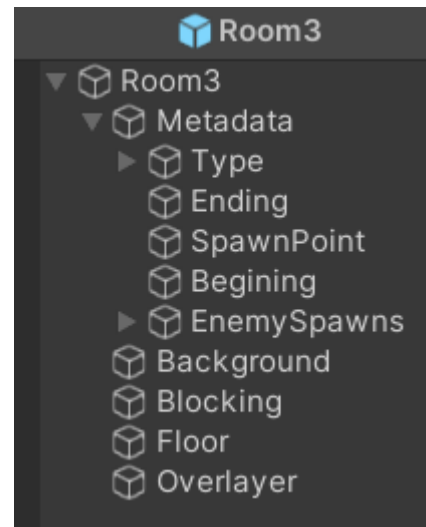 Room3
Room3
Metadata
Type
Ending
SpawnPoint
Begining
EnemySpawns
Background
Blocking
Floor
Overlayer